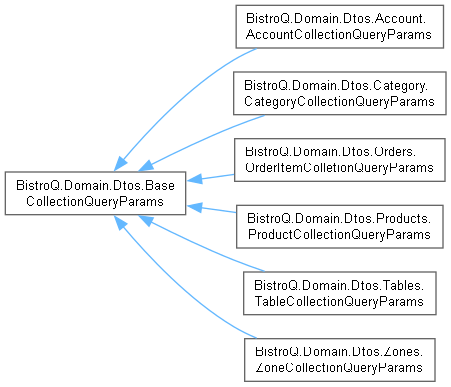 BistroQ.Domain.Dtos.Account.
AccountCollectionQueryParams
BistroQ.Domain.Dtos.Category.
CategoryCollectionQueryParams
BistroQ.Domain.Dtos.Orders.
OrderItemColletionQueryParams
BistroQ.Domain.Dtos.Base
CollectionQueryParams
BistroQ.Domain.Dtos.Products.
ProductCollectionQueryParams
BistroQ.Domain.Dtos.Tables.
TableCollectionQueryParams
BistroQ.Domain.Dtos.Zones.
ZoneCollectionQueryParams